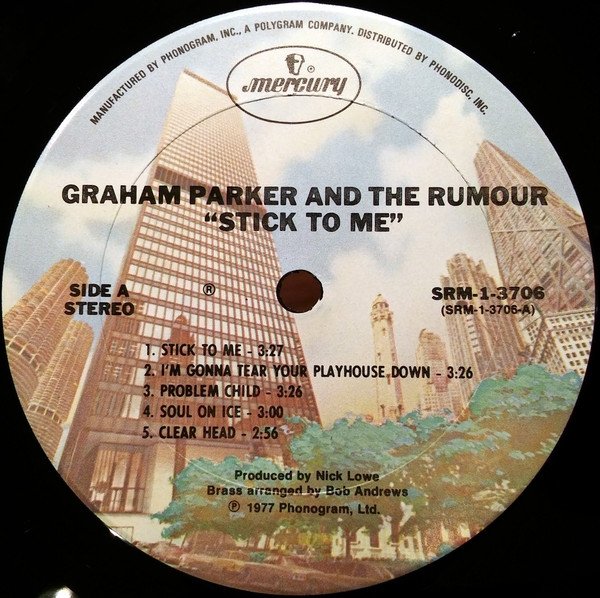 MANUFACTURED BY PHONOGRAM, INC., A POLYGRAM COMPANY. DISTRIBUTED BY PHONODISC, INC.
mercury
®
GRAHAM PARKER AND THE RUMOUR
"STICK TO ME"
SIDE A
STEREO
®
SRM-1-3706
(SRM-1-3706-A)
1. STICK TO ME - 3:27
2. I'M GONNA TEAR YOUR PLAYHOUSE DOWN - 3:26
3. PROBLEM CHILD - 3:26
4. SOUL ON ICE - 3:00
5. CLEAR HEAD - 2:56
Produced by Nick Lowe
Brass arranged by Bob Andrews
℗ 1977 Phonogram, Ltd.